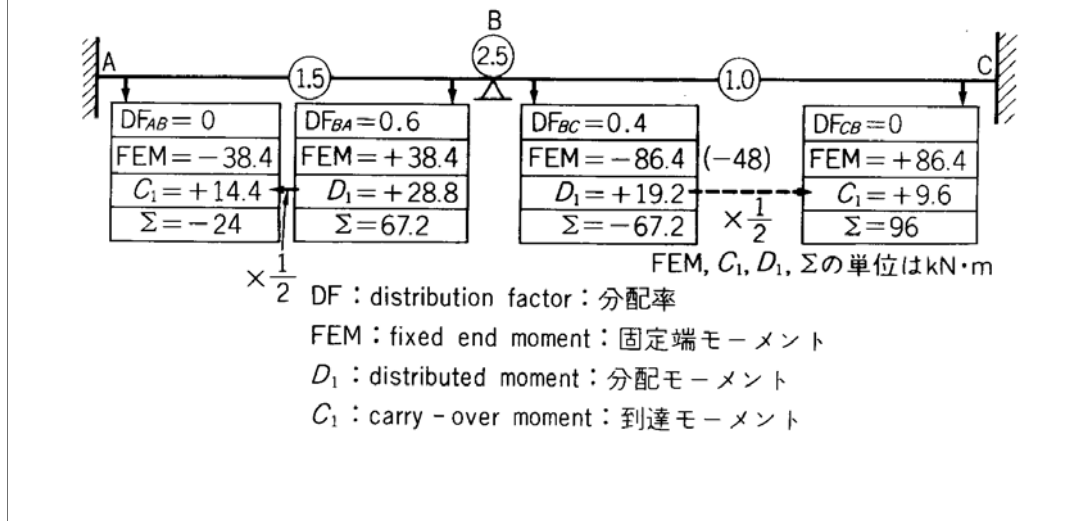 B
A 1.5 2.5 1.0 C
DF_AB = 0 DF_BA = 0.6 DF_BC = 0.4 DF_CB = 0
FEM = −38.4 FEM = +38.4 FEM = −86.4 (−48) FEM = +86.4
C₁ = +14.4 D₁ = +28.8 D₁ = +19.2 C₁ = +9.6
Σ = −24 Σ = 67.2 Σ = −67.2 ×1/2 Σ = 96
×1/2 FEM, C₁, D₁, Σの単位はkN·m
DF：distribution factor：分配率
FEM：fixed end moment：固定端モーメント
D₁：distributed moment：分配モーメント
C₁：carry－over moment：到達モーメント